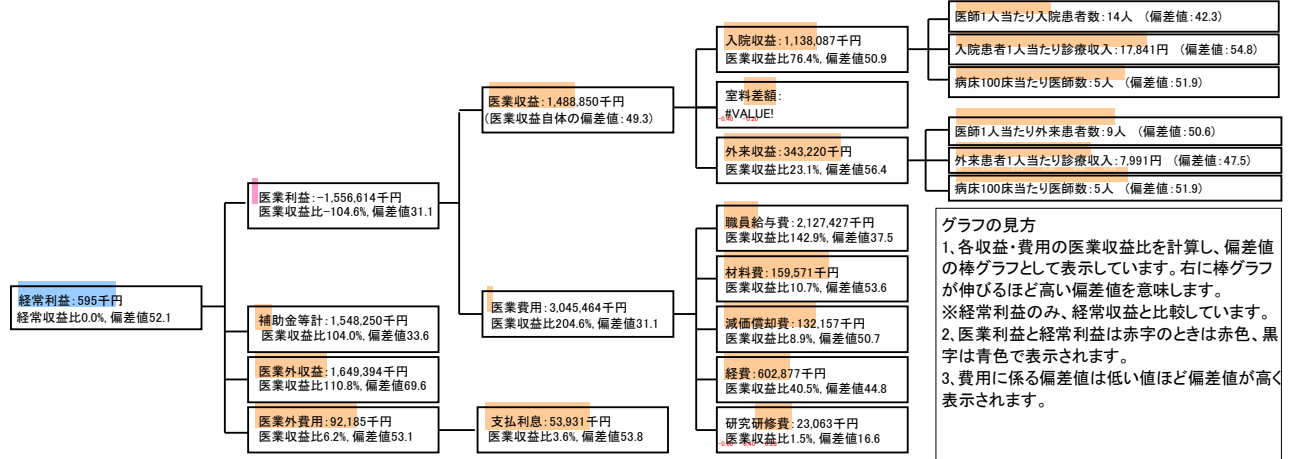 医師1人当たり入院患者数:14人 (偏差値:42.3)
入院収益:1,138,087千円
医業収益比76.4%, 偏差値50.9
入院患者1人当たり診療収入:17,841円 (偏差値:54.8)
病床100床当たり医師数:5人 (偏差値:51.9)
医業収益:1,488,850千円
(医業収益自体の偏差値:49.3)
室料差額:
#VALUE!
医師1人当たり外来患者数:9人 (偏差値:50.6)
外来収益:343,220千円
医業収益比23.1%, 偏差値56.4
外来患者1人当たり診療収入:7,991円 (偏差値:47.5)
病床100床当たり医師数:5人 (偏差値:51.9)
医業利益:-1,556,614千円
医業収益比-104.6%, 偏差値31.1
職員給与費:2,127,427千円
医業収益比142.9%, 偏差値37.5
材料費:159,571千円
医業収益比10.7%, 偏差値53.6
経常利益:595千円
経常収益比0.0%, 偏差値52.1
医業費用:3,045,464千円
医業収益比204.6%, 偏差値31.1
補助金等計:1,548,250千円
医業収益比104.0%, 偏差値33.6
減価償却費:132,157千円
医業収益比8.9%, 偏差値50.7
医業外収益:1,649,394千円
医業収益比110.8%, 偏差値69.6
経費:602,877千円
医業収益比40.5%, 偏差値44.8
医業外費用:92,185千円
医業収益比6.2%, 偏差値53.1
支払利息:53,931千円
医業収益比3.6%, 偏差値53.8
研究研修費:23,063千円
医業収益比1.5%, 偏差値16.6
グラフの見方
1、各収益・費用の医業収益比を計算し、偏差値
の棒グラフとして表示しています。右に棒グラフ
が伸びるほど高い偏差値を意味します。
※経常利益のみ、経常収益と比較しています。
2、医業利益と経常利益は赤字のときは赤色、黒
字は青色で表示されます。
3、費用に係る偏差値は低い値ほど偏差値が高く
表示されます。